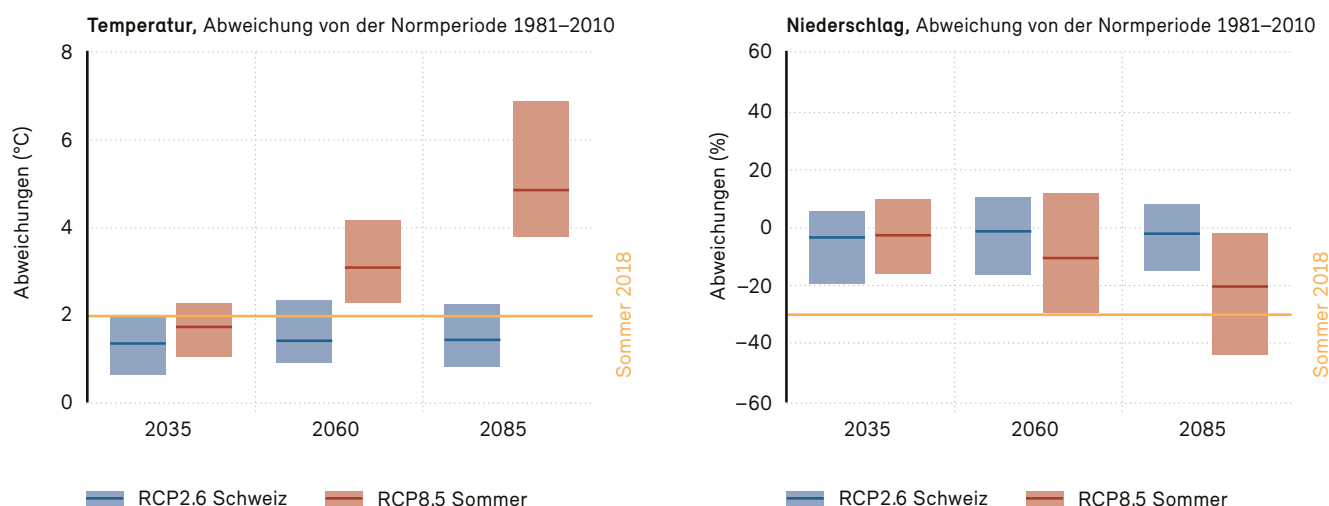 Temperatur, Abweichung von der Normperiode 1981–2010
Abweichungen (°C)
8
6
4
2
0
2035 2060 2085
Sommer 2018
RCP2.6 Schweiz RCP8.5 Sommer
Niederschlag, Abweichung von der Normperiode 1981–2010
Abweichungen (%)
60
40
20
0
–20
–40
–60
2035 2060 2085
Sommer 2018
RCP2.6 Schweiz RCP8.5 Sommer